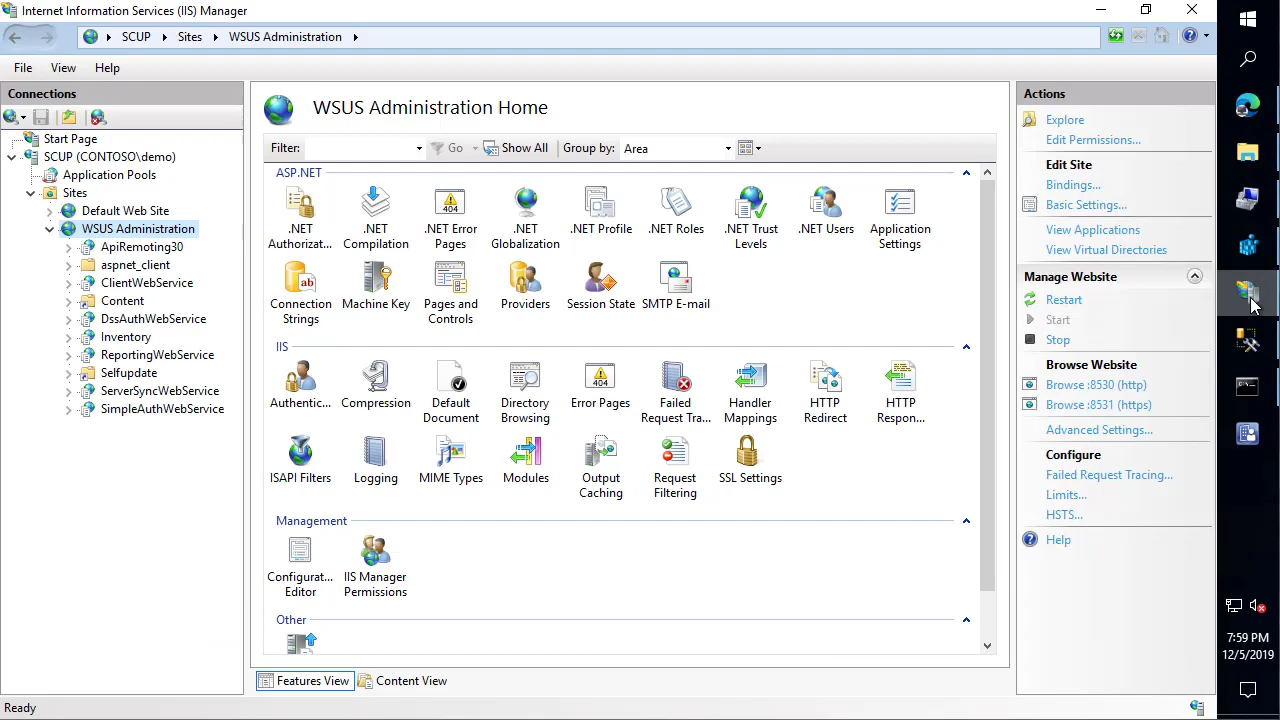 Internet Information Services (IIS) Manager
SCUP
Sites
WSUS Administration
File
View
Help
Connections
Start Page
SCUP (CONTOSO\demo)
Application Pools
Sites
Default Web Site
WSUS Administration
ApiRemoting30
aspnet_client
ClientWebService
Content
DssAuthWebService
Inventory
ReportingWebService
Selfupdate
ServerSyncWebService
SimpleAuthWebService
WSUS Administration Home
Filter:
Go
Show All
Group by:
Area
ASP.NET
.NET Authorizat...
.NET Compilation
.NET Error Pages
.NET Globalization
.NET Profile
.NET Roles
.NET Trust Levels
.NET Users
Application Settings
Connection Strings
Machine Key
Pages and Controls
Providers
Session State
SMTP E-mail
IIS
Authentic...
Compression
Default Document
Directory Browsing
Error Pages
Failed Request Tra...
Handler Mappings
HTTP Redirect
HTTP Respon...
ISAPI Filters
Logging
MIME Types
Modules
Output Caching
Request Filtering
SSL Settings
Management
Configurat... Editor
IIS Manager Permissions
Other
Features View
Content View
Actions
Explore
Edit Permissions...
Edit Site
Bindings...
Basic Settings...
View Applications
View Virtual Directories
Manage Website
Restart
Start
Stop
Browse Website
Browse :8530 (http)
Browse :8531 (https)
Advanced Settings...
Configure
Failed Request Tracing...
Limits...
HSTS...
Help
Ready
7:59 PM
12/5/2019